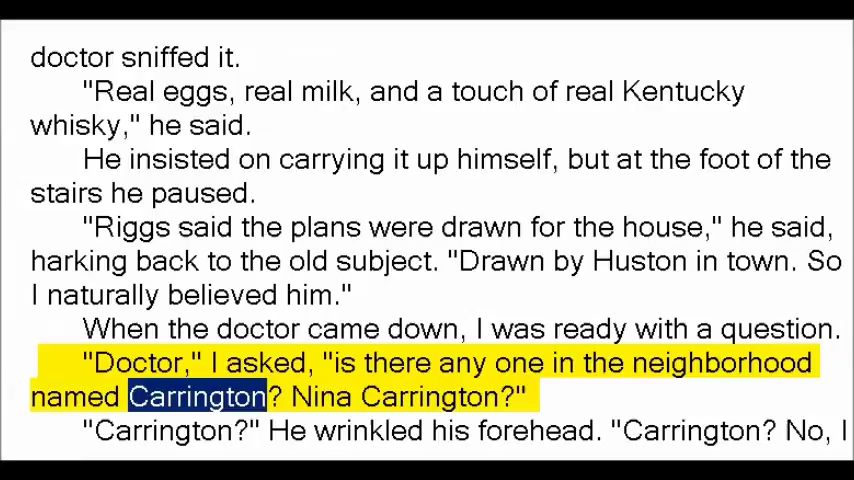 doctor sniffed it.
"Real eggs, real milk, and a touch of real Kentucky
whisky," he said.
He insisted on carrying it up himself, but at the foot of the
stairs he paused.
"Riggs said the plans were drawn for the house," he said,
harking back to the old subject. "Drawn by Huston in town. So
I naturally believed him."
When the doctor came down, I was ready with a question.
"Doctor," I asked, "is there any one in the neighborhood
named Carrington? Nina Carrington?"
"Carrington?" He wrinkled his forehead. "Carrington? No, I